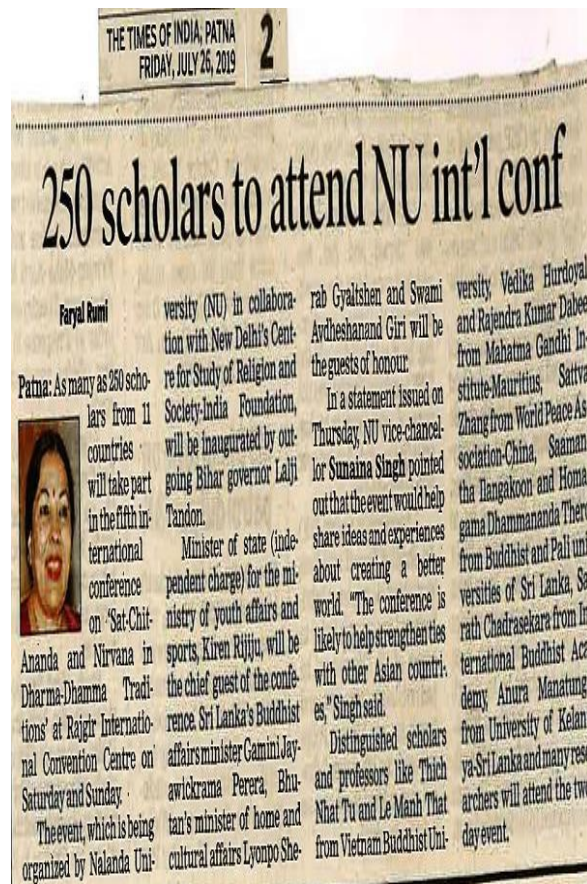 THE TIMES OF INDIA, PATNA
FRIDAY, JULY 26, 2019
2
250 scholars to attend NU int'l conf
Faryal Rumi
Patna: As many as 250 scho-
lars from 11
countries
will take part
in the fifth in-
ternational
conference
on 'Sat-Chit-
Ananda and Nirvana in
Dharma-Dhamma Tradi-
tions' at Rajgir Internatio-
nal Convention Centre on
Saturday and Sunday.
The event, which is being
organized by Nalanda Uni-
versity (NU) in collabora-
tion with New Delhi's Cent-
re for Study of Religion and
Society-India Foundation,
will be inaugurated by out-
going Bihar governor Lalji
Tandon.
Minister of state (inde-
pendent charge) for the mi-
nistry of youth affairs and
sports, Kiren Rijiju, will be
the chief guest of the confe-
rence. Sri Lanka's Buddhist
affairs minister Gamini Jay-
awickrama Perera, Bhu-
tan's minister of home and
cultural affairs Lyonpo She-
rab Gyaltshen and Swami
Avdheshanand Giri will be
the guests of honour.
In a statement issued on
Thursday, NU vice-chancel-
lor Sunaina Singh pointed
out that the event would help
share ideas and experiences
about creating a better
world. "The conference is
likely to help strengthen ties
with other Asian countri-
es," Singh said.
Distinguished scholars
and professors like Thich
Nhat Tu and Le Manh That
from Vietnam Buddhist Uni-
versity, Vedika Hurdoyal
and Rajendra Kumar
from Mahatma Gandhi In-
stitute-Mauritius,
Zhang from World Peace
sociation-China,
tha Ilangakoon and
gama Dhammananda
from Buddhist and Pali uni
versities of Sri Lanka,
rath Chadrasekara from
ternational Buddhist Aca
demy, Anura
from University of
ya-Sri Lanka and many
archers will attend the
day event.